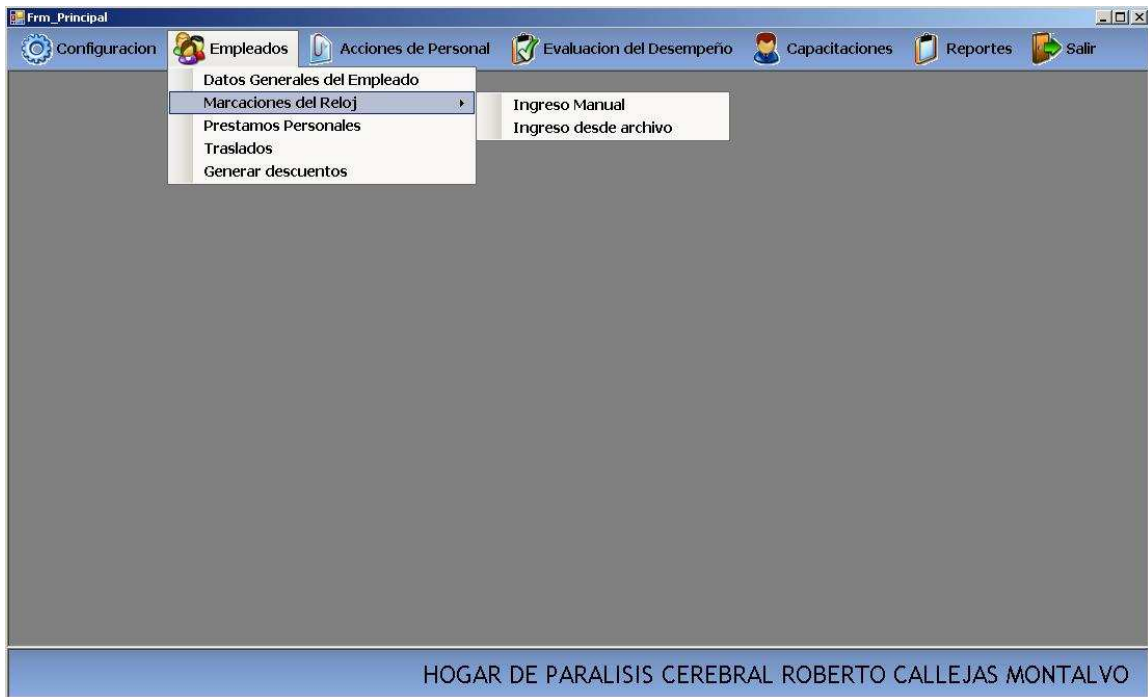 Frm_Principal
Configuracion Empleados Acciones de Personal Evaluacion del Desempeño Capacitaciones Reportes Salir
Datos Generales del Empleado
Marcaciones del Reloj
Ingreso Manual
Ingreso desde archivo
Prestamos Personales
Traslados
Generar descuentos
HOGAR DE PARALISIS CEREBRAL ROBERTO CALLEJAS MONTALVO